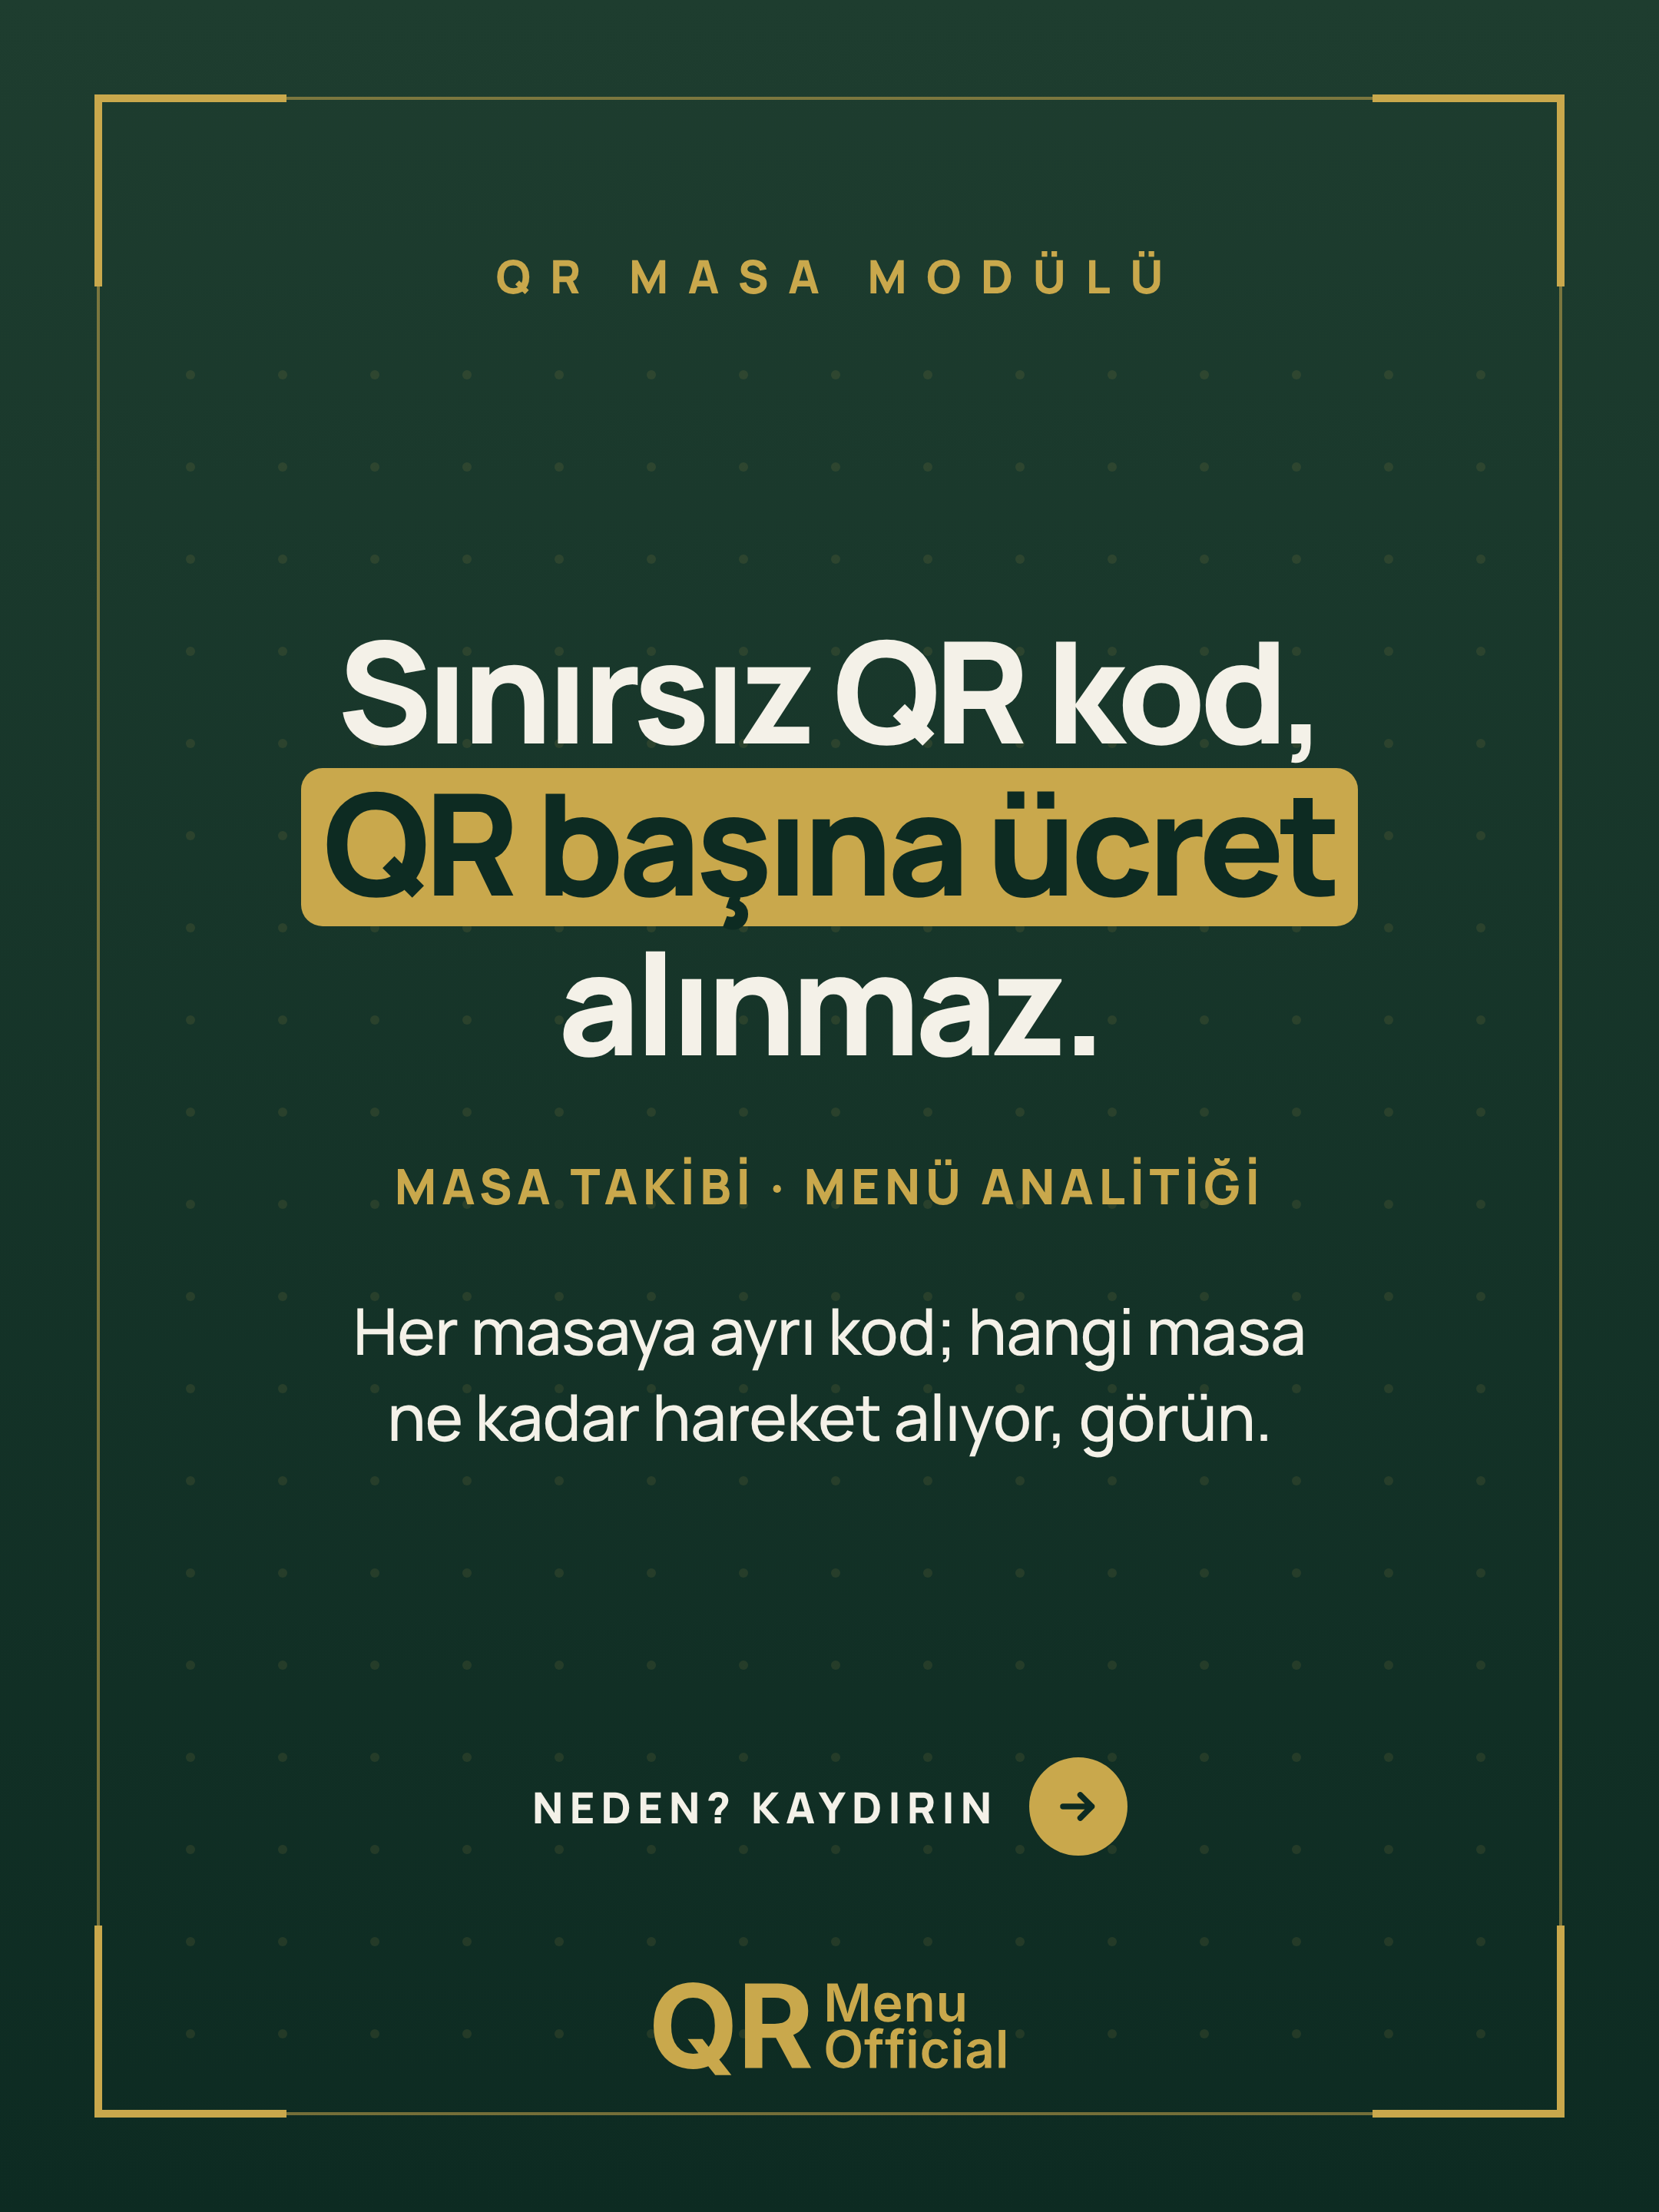 QR MASA MODÜLÜ
Sınırsız QR kod,
QR başına ücret
alınmaz.
MASA TAKİBİ · MENÜ ANALİTİĞİ
Her masaya ayrı kod; hangi masa
ne kadar hareket alıyor, görün.
NEDEN? KAYDIRIN
QR Menu
Official